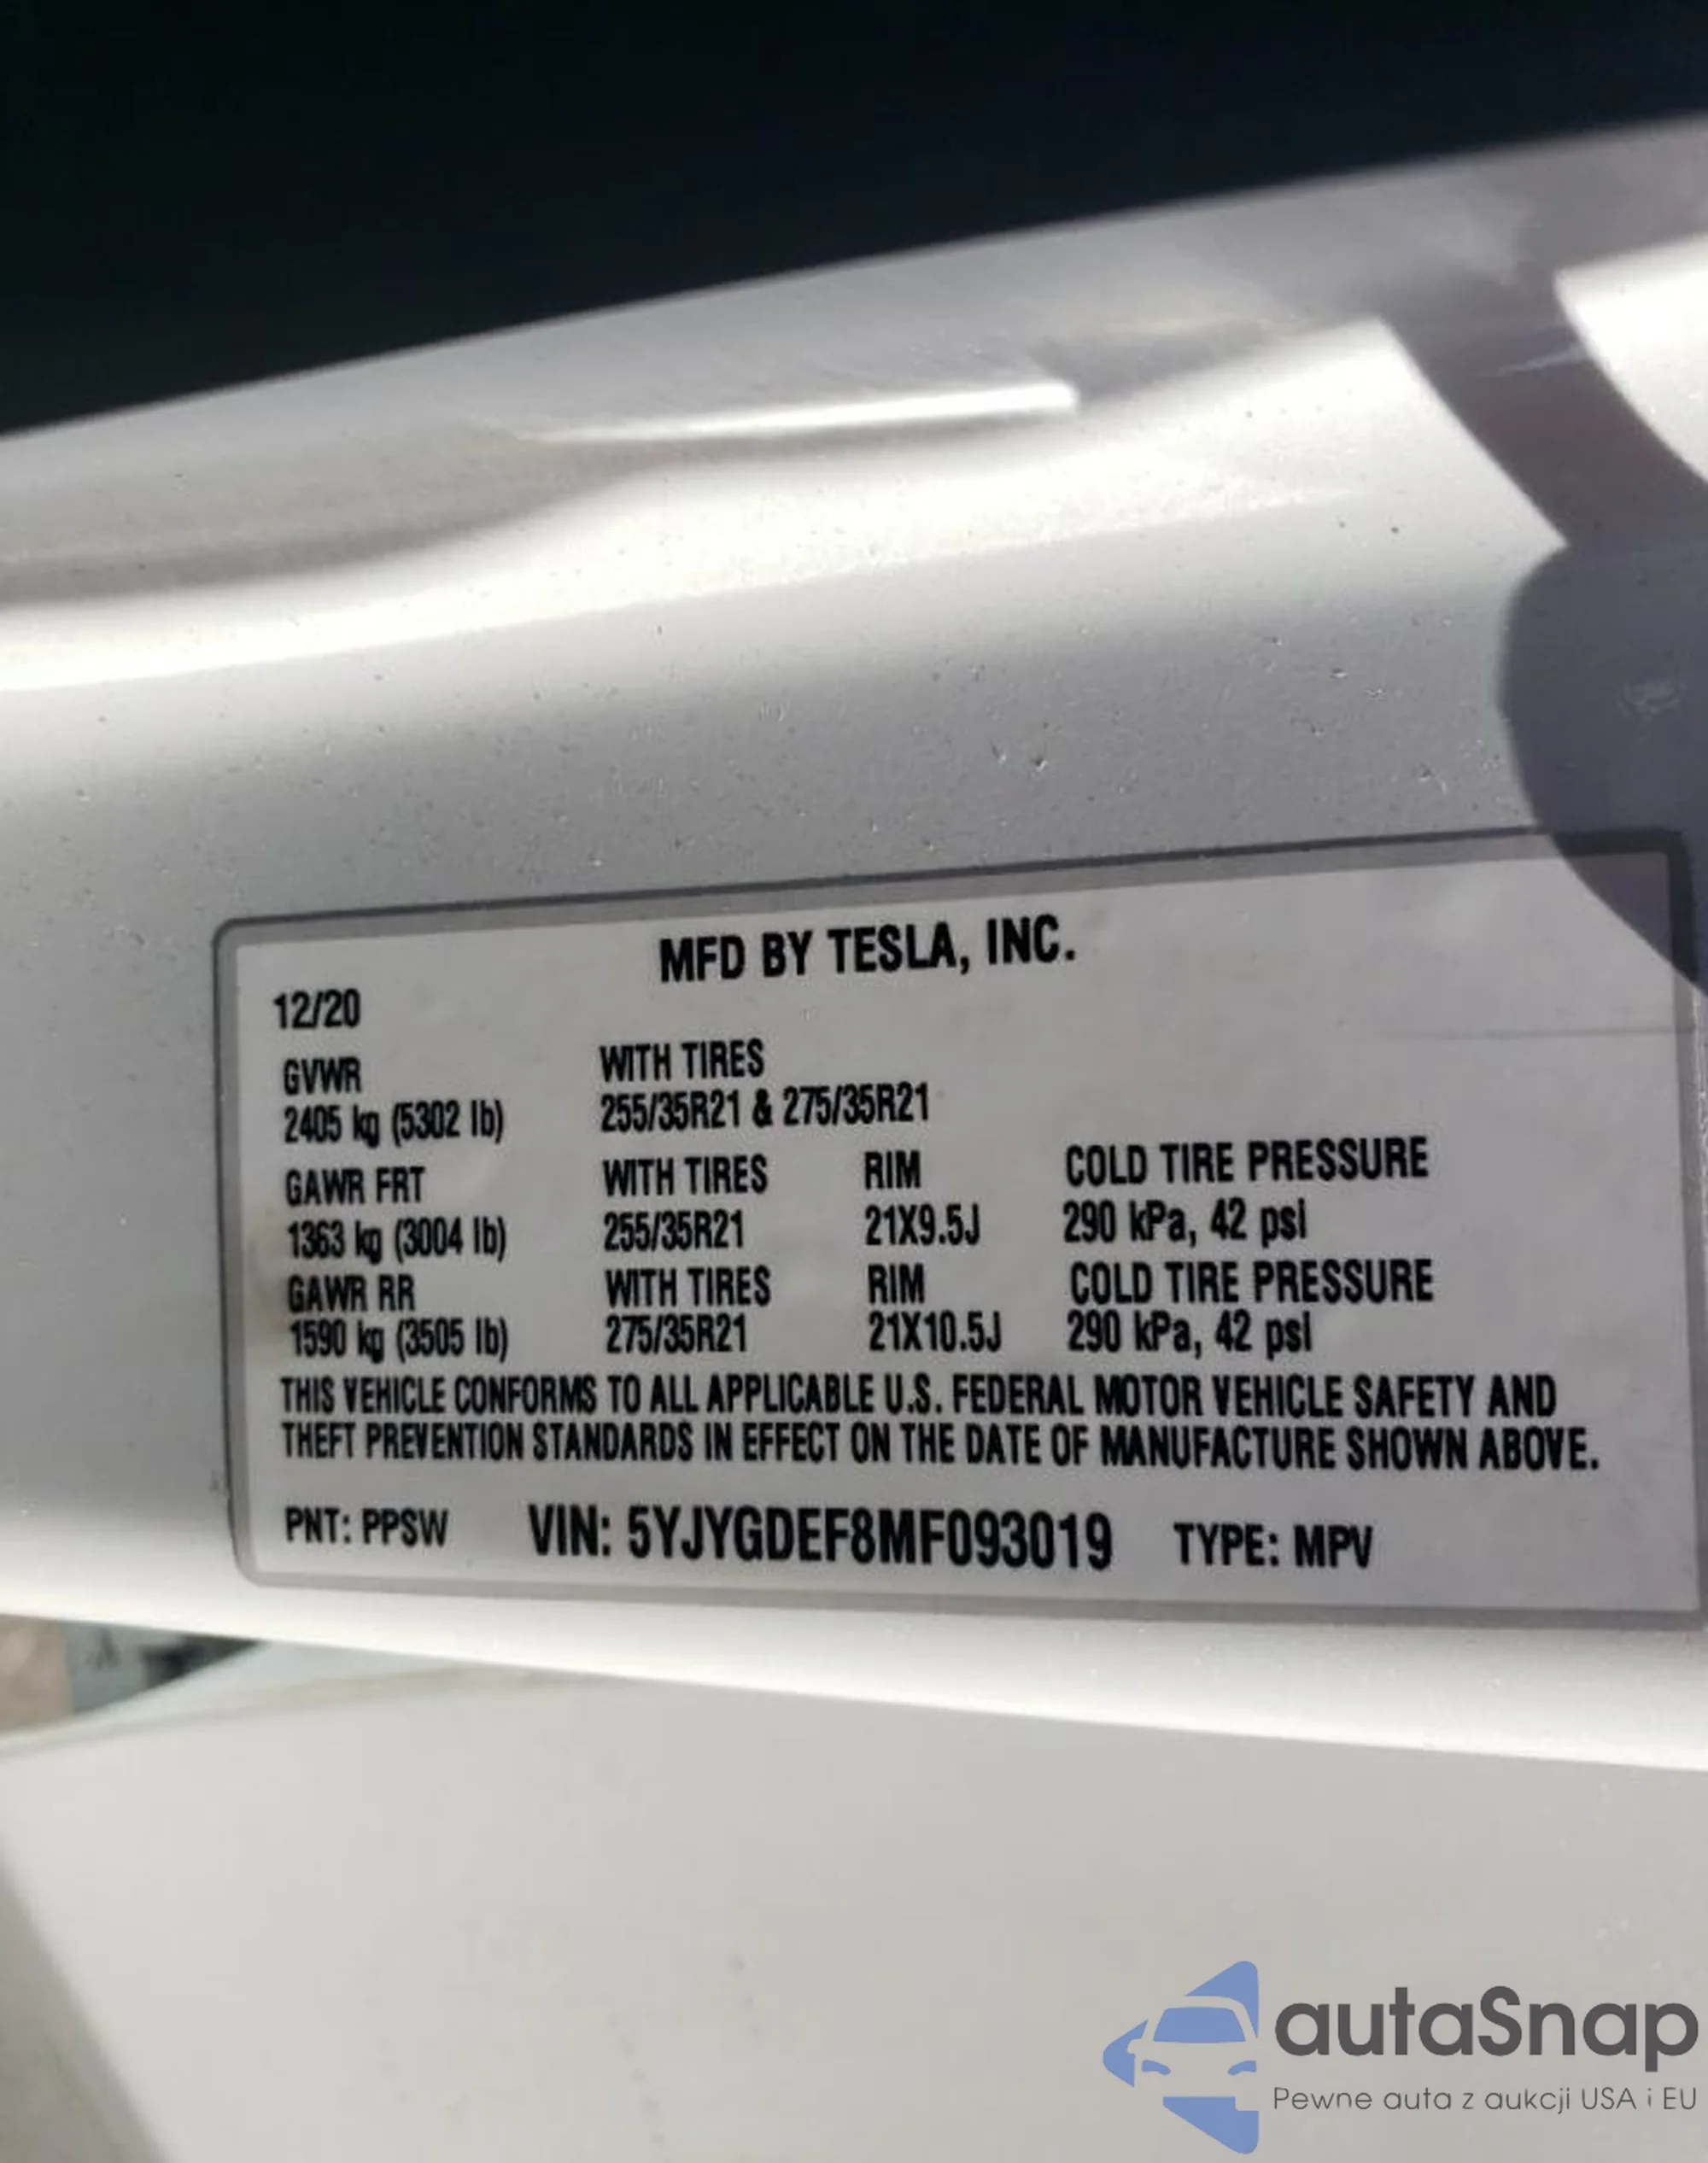 MFD BY TESLA, INC.
12/20
GVWR WITH TIRES
2405 kg (5302 lb) 255/35R21 & 275/35R21
GAWR FRT WITH TIRES RIM COLD TIRE PRESSURE
1363 kg (3004 lb) 255/35R21 21X9.5J 290 kPa, 42 psi
GAWR RR WITH TIRES RIM COLD TIRE PRESSURE
1590 kg (3505 lb) 275/35R21 21X10.5J 290 kPa, 42 psi
THIS VEHICLE CONFORMS TO ALL APPLICABLE U.S. FEDERAL MOTOR VEHICLE SAFETY AND
THEFT PREVENTION STANDARDS IN EFFECT ON THE DATE OF MANUFACTURE SHOWN ABOVE.
PNT: PPSW VIN: 5YJYGDEF8MF093019 TYPE: MPV
autaSnap
Pewne auta z aukcji USA i EU